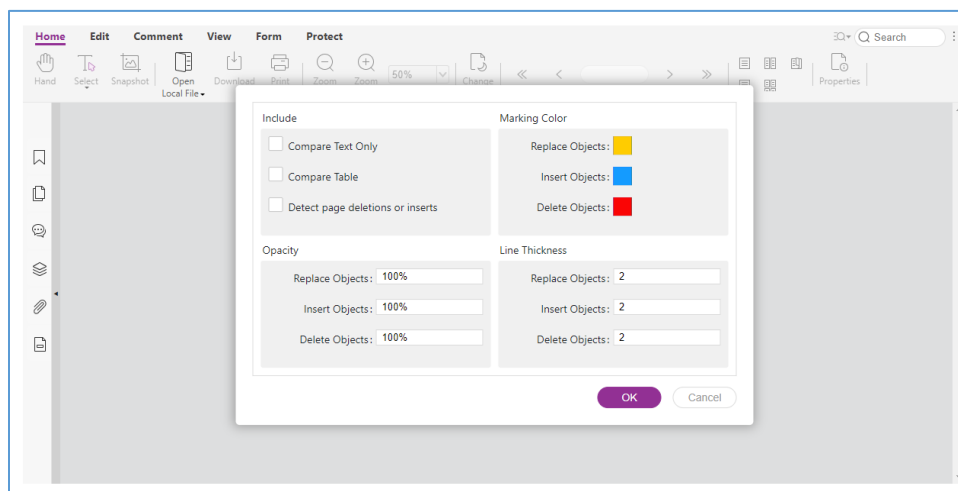 Home Edit Comment View Form Protect
Search
Hand Select Snapshot Open Download Print Zoom Zoom 50% Change Properties
Local File
Include
Compare Text Only
Compare Table
Detect page deletions or inserts
Marking Color
Replace Objects:
Insert Objects:
Delete Objects:
Opacity
Replace Objects: 100%
Insert Objects: 100%
Delete Objects: 100%
Line Thickness
Replace Objects: 2
Insert Objects: 2
Delete Objects: 2
OK Cancel